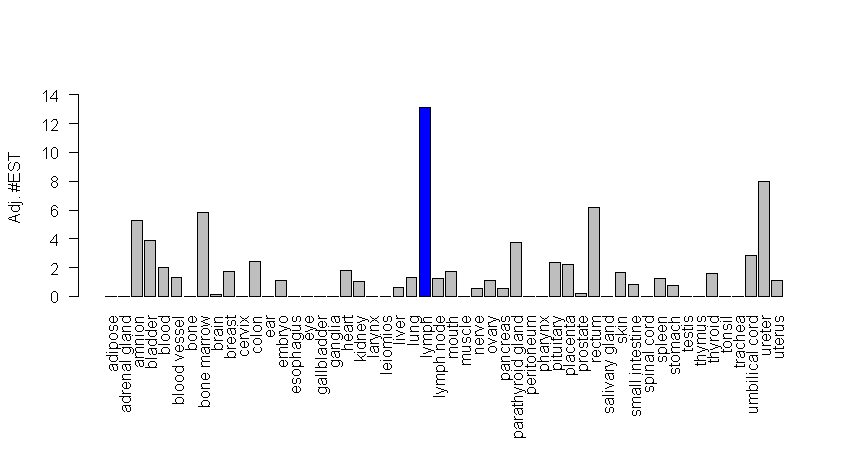 Adj. #EST
14
12
10
8
6
4
2
0
adipose
adrenal gland
amnion
bladder
blood
blood vessel
bone
bone marrow
brain
breast
cervix
colon
ear
embryo
esophagus
eye
gallbladder
ganglia
heart
kidney
larynx
leiomios
liver
lung
lymph
lymph node
mouth
muscle
nerve
ovary
pancreas
parathyroid gland
peritoneum
pharynx
pituitary
placenta
prostate
rectum
salivary gland
skin
small intestine
spinal cord
spleen
stomach
testis
thymus
thyroid
tonsil
trachea
umbilical cord
ureter
uterus